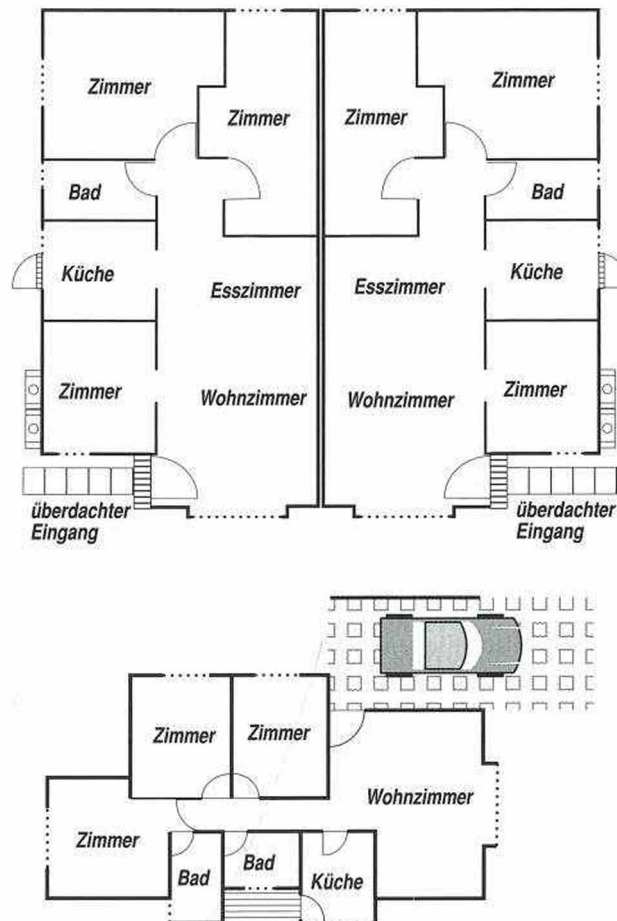 Zimmer
Zimmer
Zimmer
Zimmer
Bad
Bad
Küche
Esszimmer
Esszimmer
Küche
Zimmer
Wohnzimmer
Wohnzimmer
Zimmer
überdachter
Eingang
überdachter
Eingang
Zimmer
Zimmer
Wohnzimmer
Zimmer
Bad
Bad
Küche